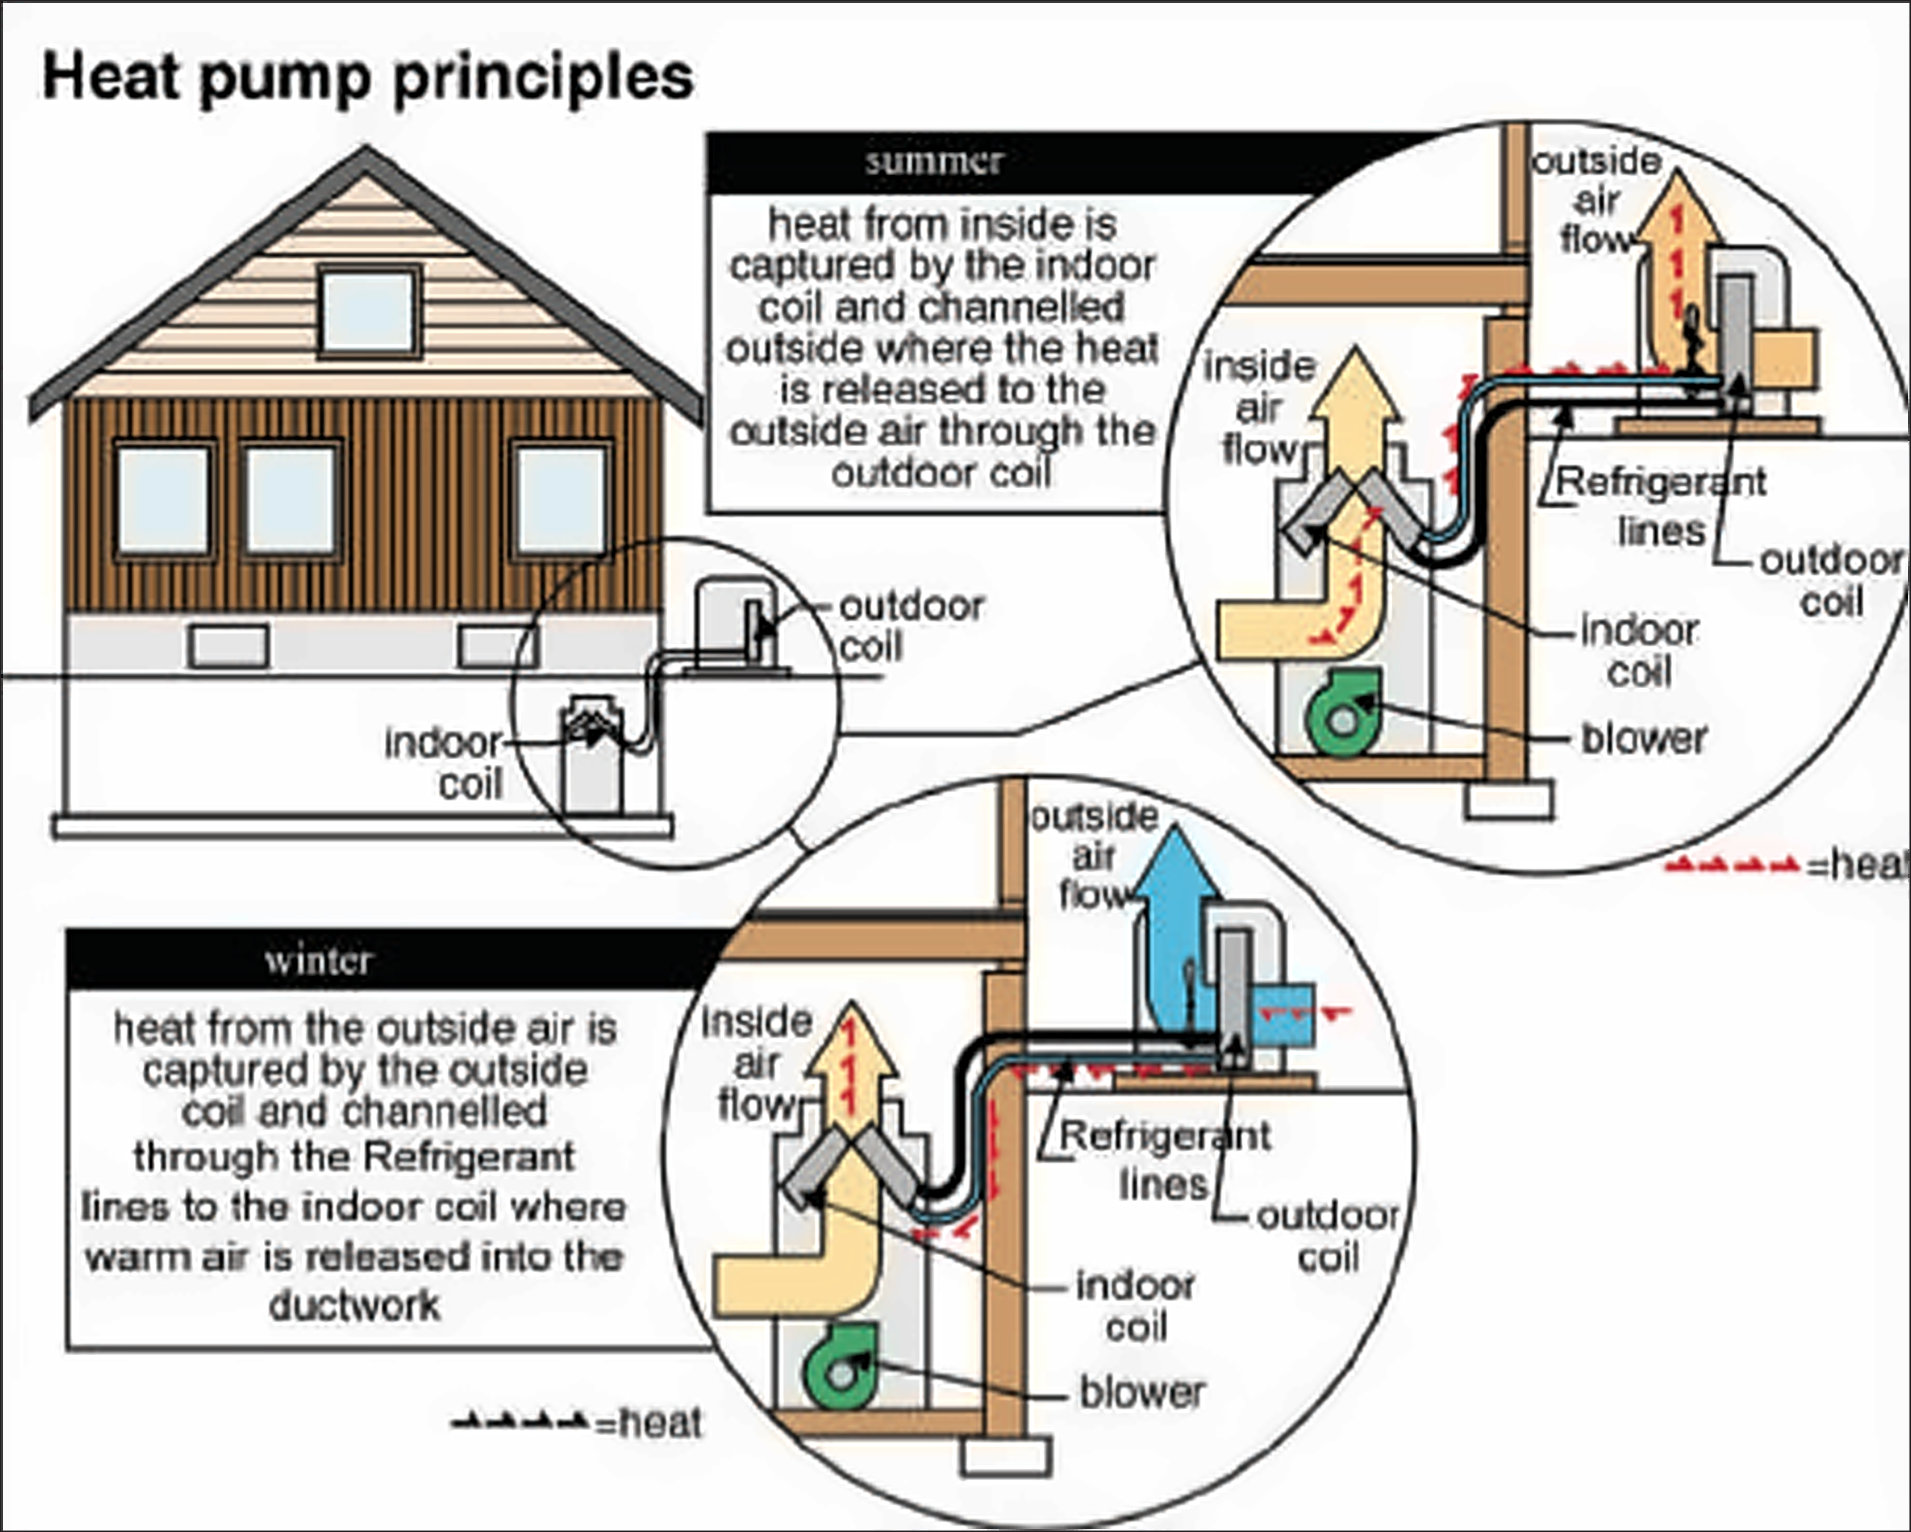 Heat pump principles
summer
heat from inside is
captured by the indoor
coil and channelled
outside where the heat
is released to the
outside air through the
outdoor coil
outside
air
flow
inside
air
flow
Refrigerant
lines
outdoor
coil
indoor
coil
blower
=heat
outdoor
coil
indoor
coil
winter
heat from the outside air is
captured by the outside
coil and channelled
through the Refrigerant
lines to the indoor coil where
warm air is released into the
ductwork
=heat
outside
air
flow
Inside
air
flow
Refrigerant
lines
outdoor
coil
indoor
coil
blower